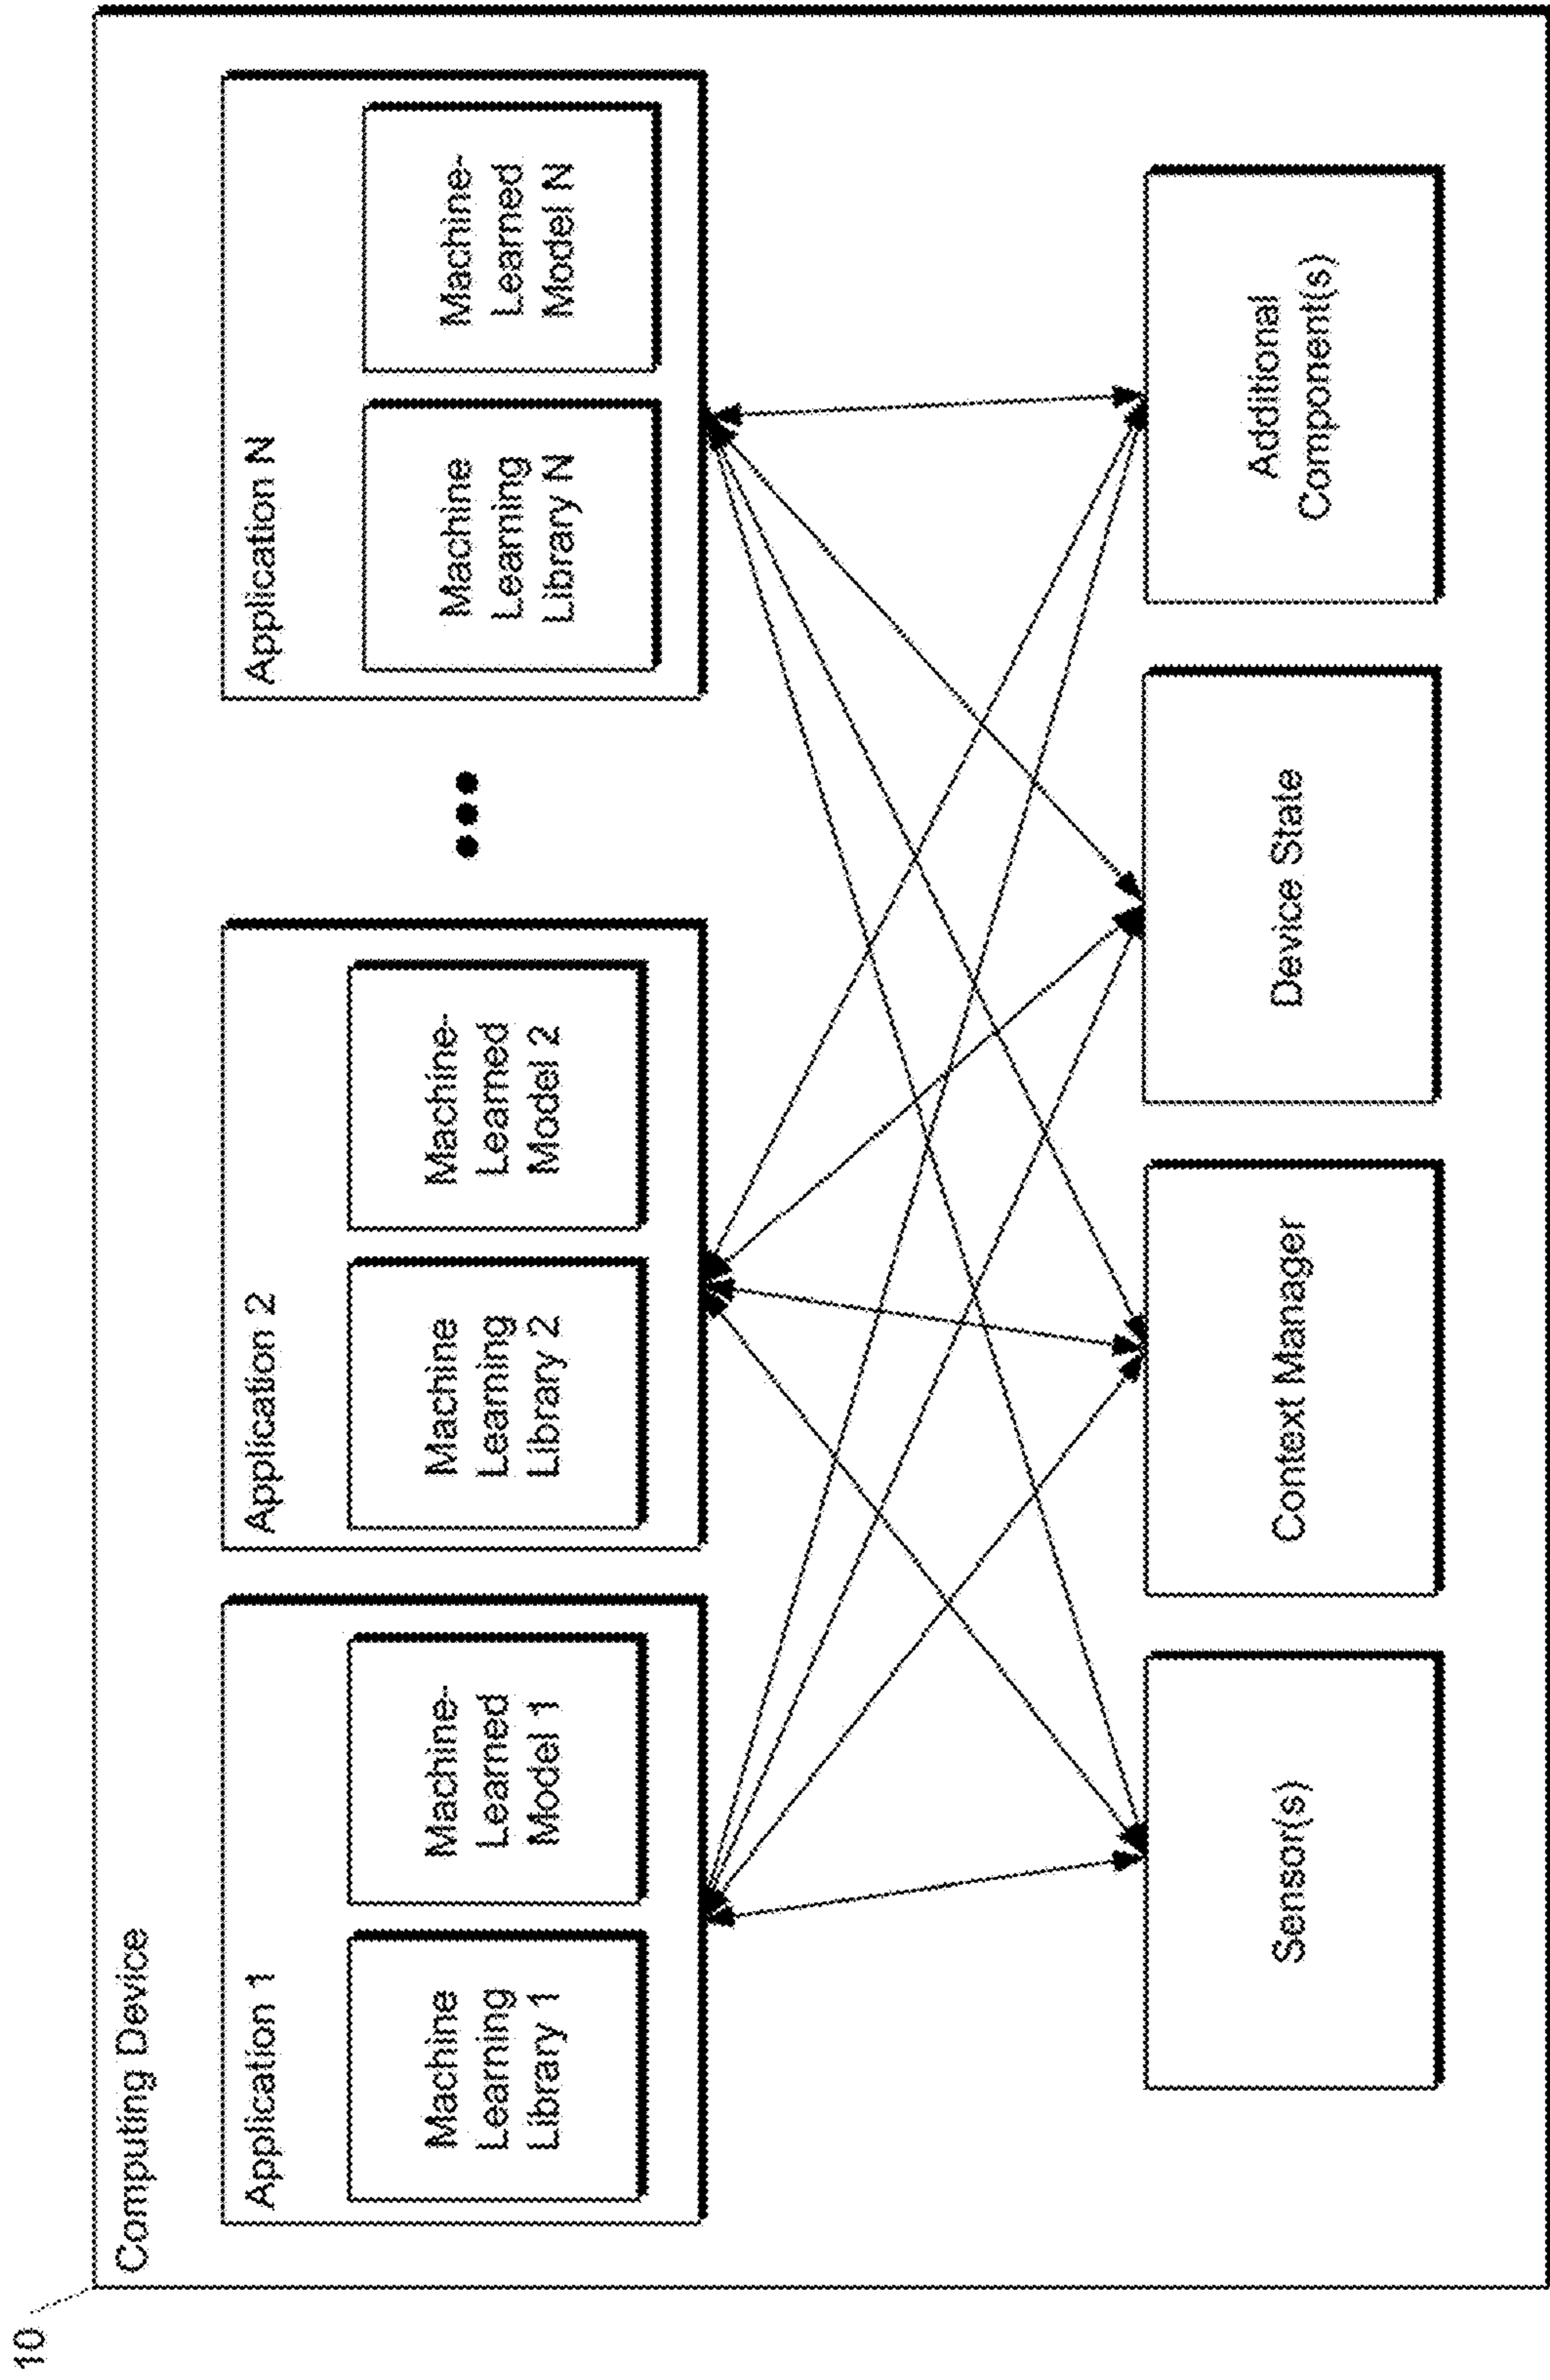 10
Computing Device
Application 1
Machine
Learning
Library 1
Machine-
Learned
Model 1
Application 2
Machine
Learning
Library 2
Machine-
Learned
Model 2
Application N
Machine
Learning
Library N
Machine-
Learned
Model N
Sensor(s)
Context Manager
Device State
Additional
Component(s)